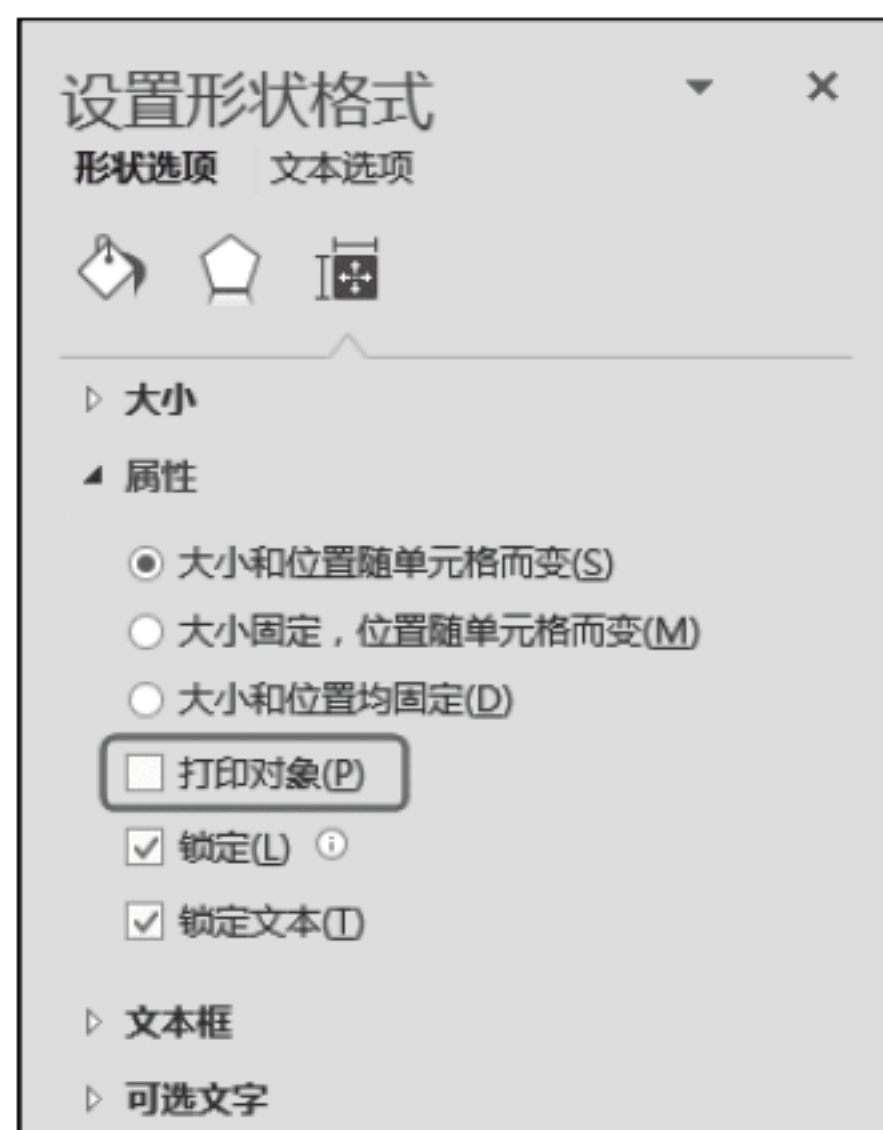 设置形状格式
形状选项 文本选项
大小
属性
大小和位置随单元格而变(S)
大小固定，位置随单元格而变(M)
大小和位置均固定(D)
打印对象(P)
锁定(L)
锁定文本(T)
文本框
可选文字